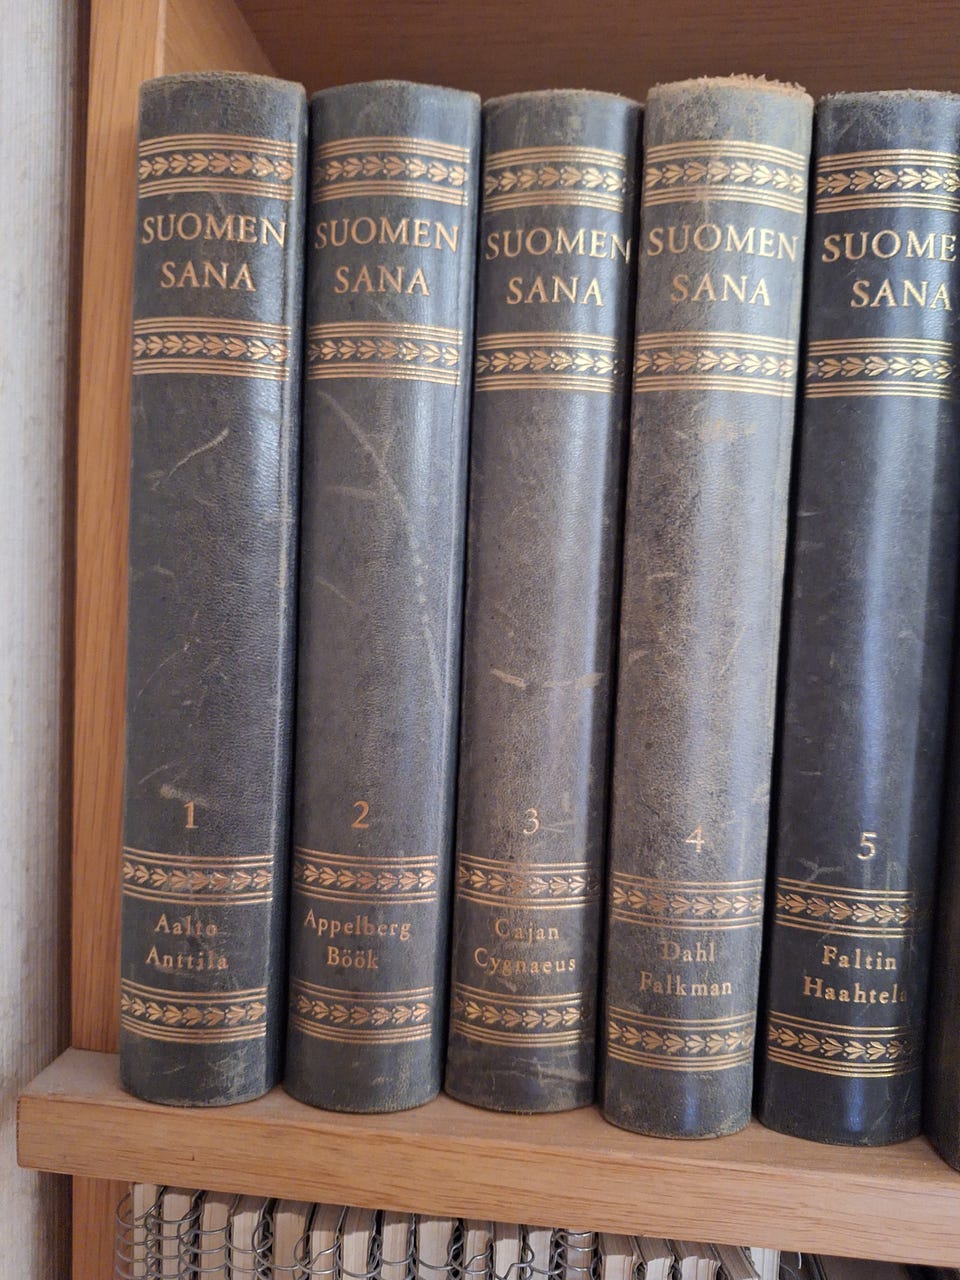 SUOMEN
SANA
1
Aalto
Anttila
SUOMEN
SANA
2
Appelberg
Böök
SUOMEN
SANA
3
Cajan
Cygnaeus
SUOMEN
SANA
4
Dahl
Falkman
SUOME
SANA
5
Faltin
Haahtela